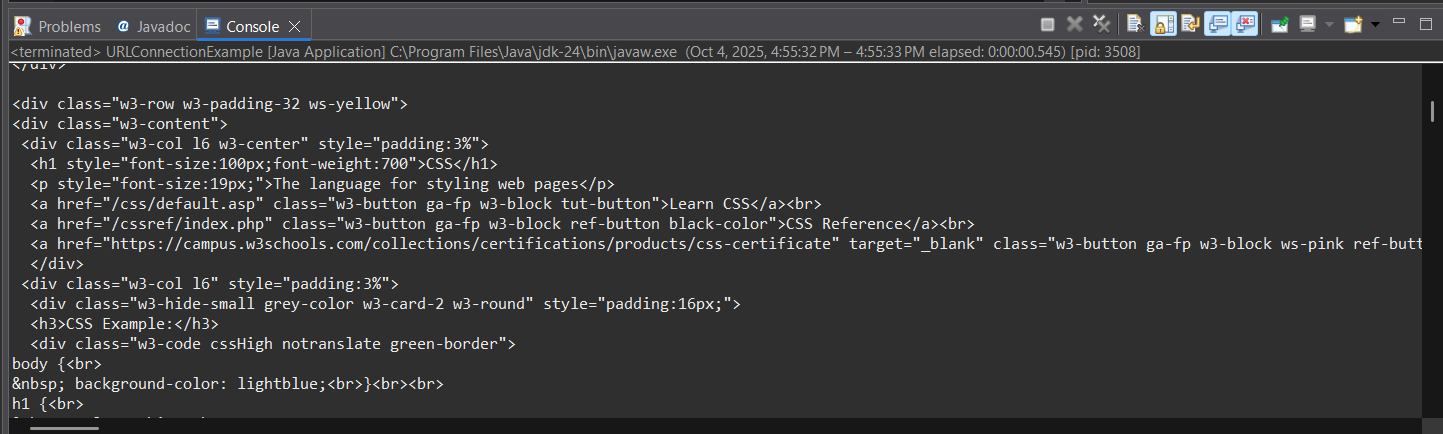 Problems @ Javadoc Console
<terminated> URLConnectionExample [Java Application] C:\Program Files\Java\jdk-24\bin\javaw.exe (Oct 4, 2025, 4:55:32 PM – 4:55:33 PM elapsed: 0:00:00.545) [pid: 3508]
</div>
<div class="w3-row w3-padding-32 ws-yellow">
<div class="w3-content">
<div class="w3-col l6 w3-center" style="padding:3%">
<h1 style="font-size:100px;font-weight:700">CSS</h1>
<p style="font-size:19px;">The language for styling web pages</p>
<a href="/css/default.asp" class="w3-button ga-fp w3-block tut-button">Learn CSS</a><br>
<a href="/cssref/index.php" class="w3-button ga-fp w3-block ref-button black-color">CSS Reference</a><br>
<a href="https://campus.w3schools.com/collections/certifications/products/css-certificate" target="_blank" class="w3-button ga-fp w3-block ws-pink ref-butt
</div>
<div class="w3-col l6" style="padding:3%">
<div class="w3-hide-small grey-color w3-card-2 w3-round" style="padding:16px;">
<h3>CSS Example:</h3>
<div class="w3-code cssHigh notranslate green-border">
body {<br>
&nbsp; background-color: lightblue;<br>}<br><br>
h1 {<br>